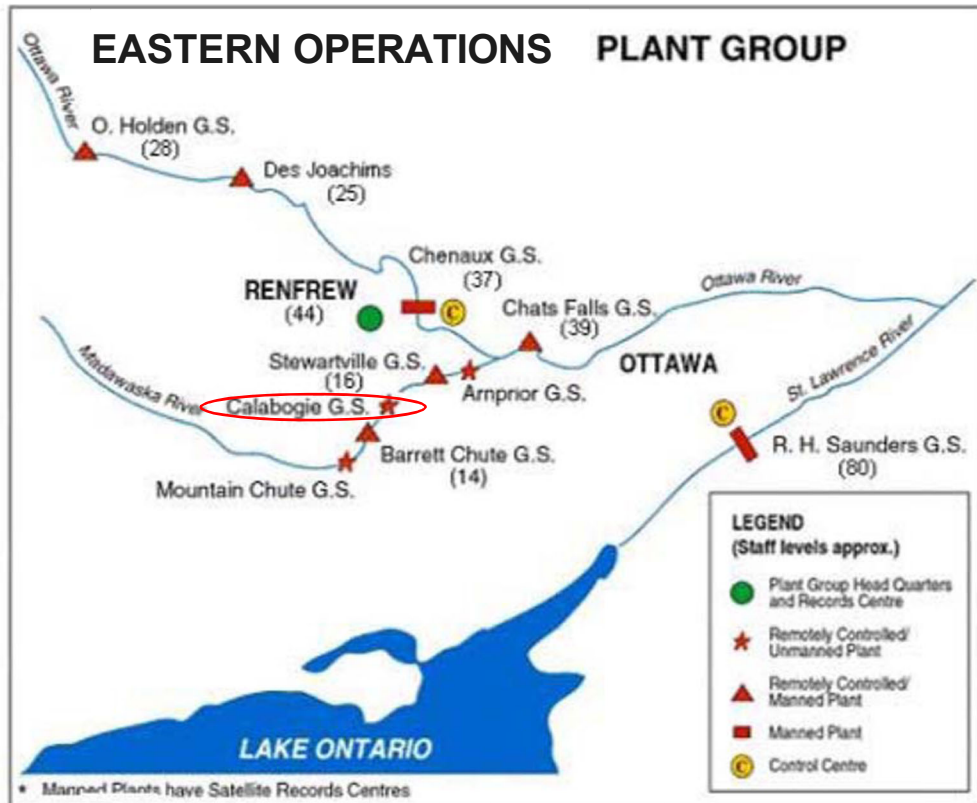 EASTERN OPERATIONS PLANT GROUP
Ottawa River
O. Holden G.S.
(28)
Des Joachims
(25)
Chenaux G.S.
(37)
RENFREW
(44)
C
Chats Falls G.S.
(39)
Ottawa River
Stewartville G.S.
(16)
OTTAWA
St. Lawrence River
Arnprior G.S.
Madawaska River
Calabogie G.S.
C
Barrett Chute G.S.
(14)
R. H. Saunders G.S.
(80)
Mountain Chute G.S.
LEGEND
(Staff levels approx.)
Plant Group Head Quarters
and Records Centre
Remotely Controlled/
Unmanned Plant
Remotely Controlled/
Manned Plant
Manned Plant
C Control Centre
LAKE ONTARIO
* Manned Plants have Satellite Records Centres